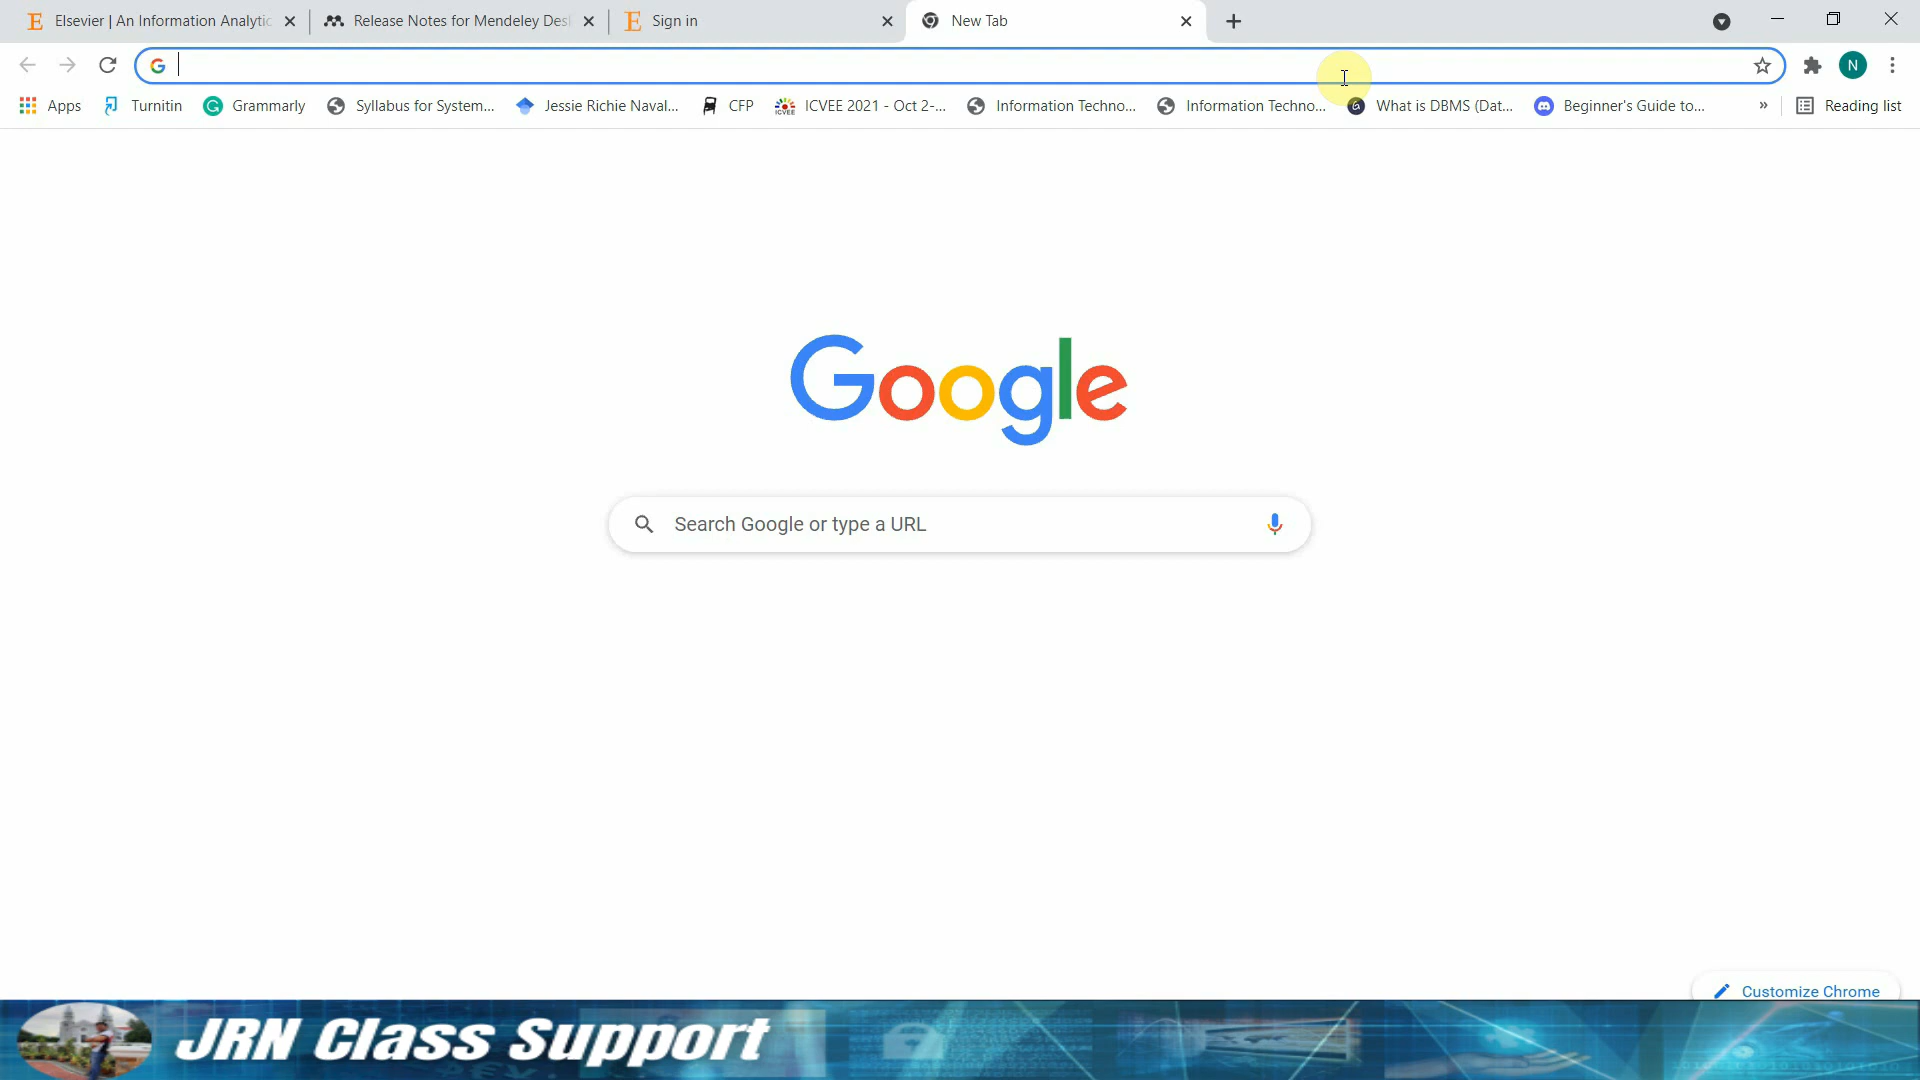 Elsevier | An Information Analytic
Release Notes for Mendeley Des
Sign in
New Tab
N
Apps
Turnitin
Grammarly
Syllabus for System...
Jessie Richie Naval...
CFP
ICVEE 2021 - Oct 2-...
Information Techno...
Information Techno...
What is DBMS (Dat...
Beginner's Guide to...
»
Reading list
Google
Search Google or type a URL
Customize Chrome
JRN Class Support